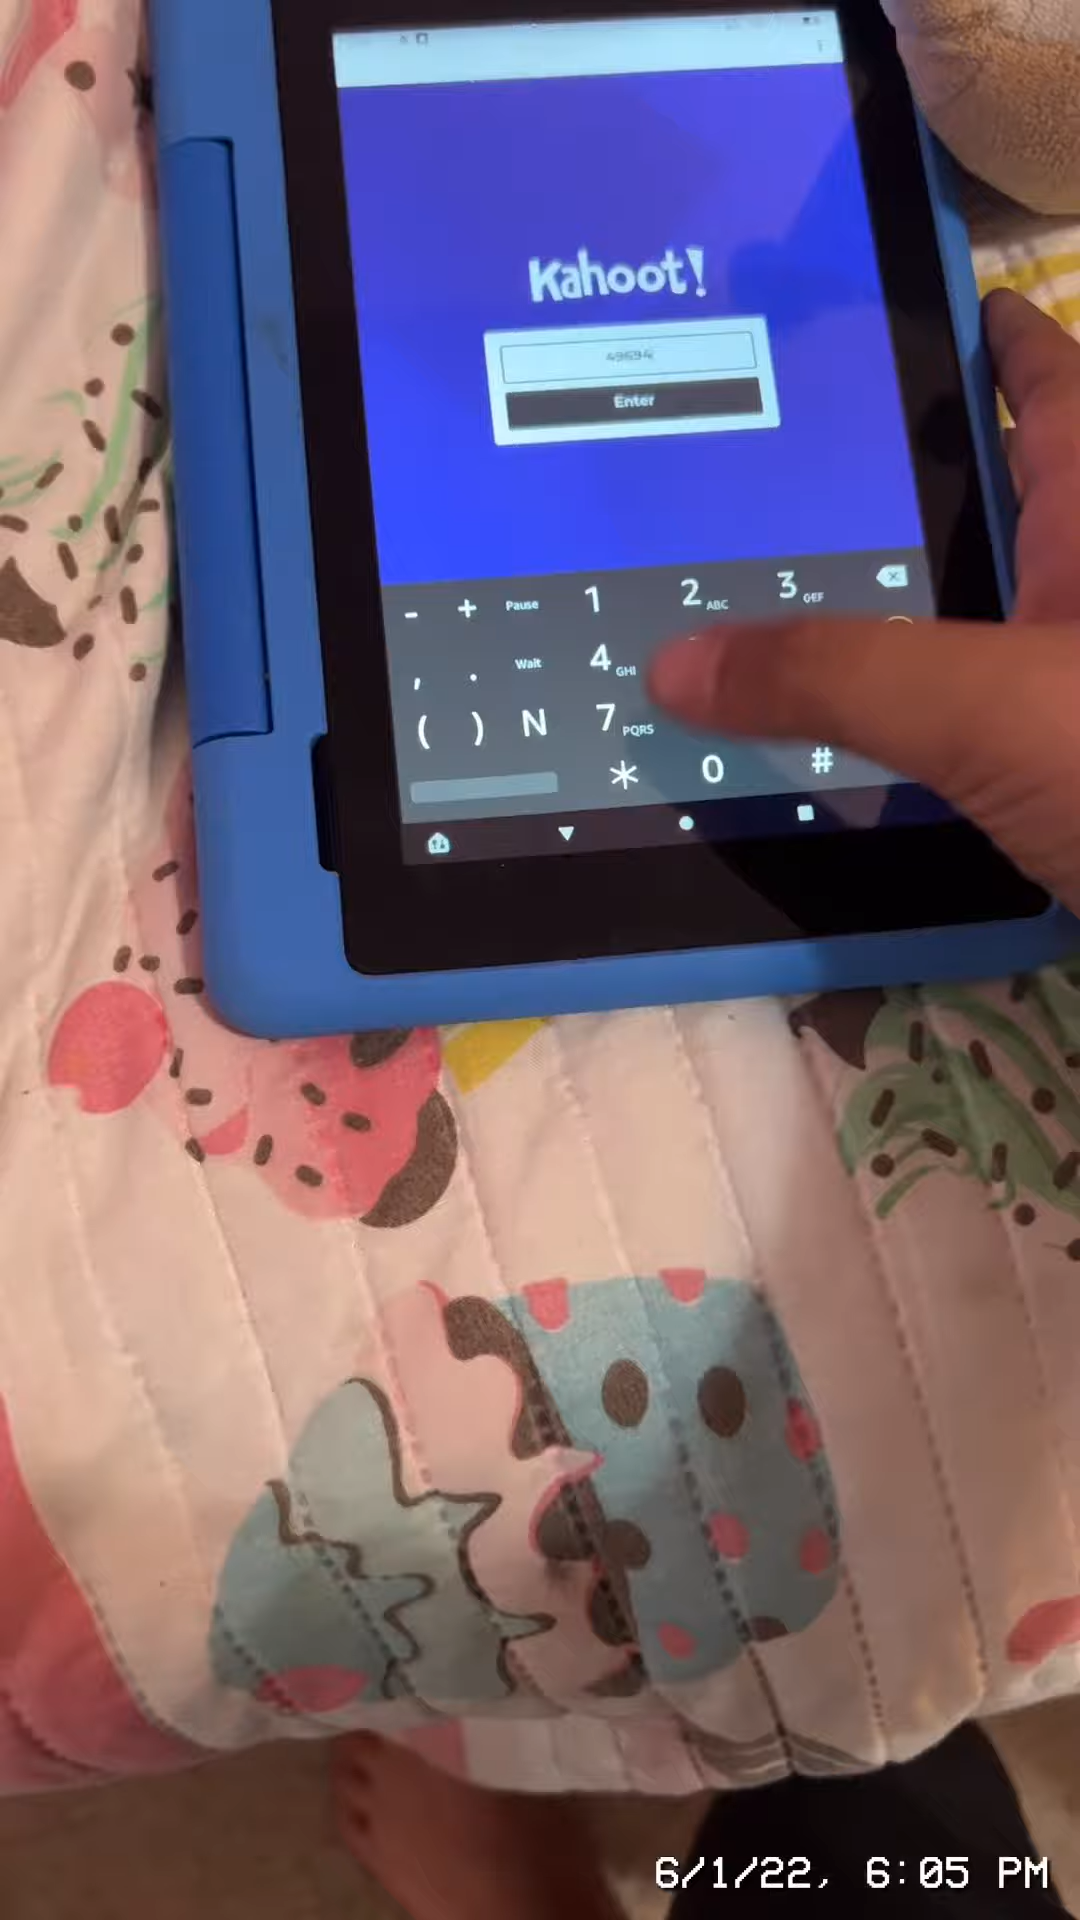 Kahoot!
49694
Enter
- + Pause 1 2 ABC 3 DEF
, . Wait 4 GHI
( ) N 7 PQRS
* 0 #
6/1/22, 6:05 PM